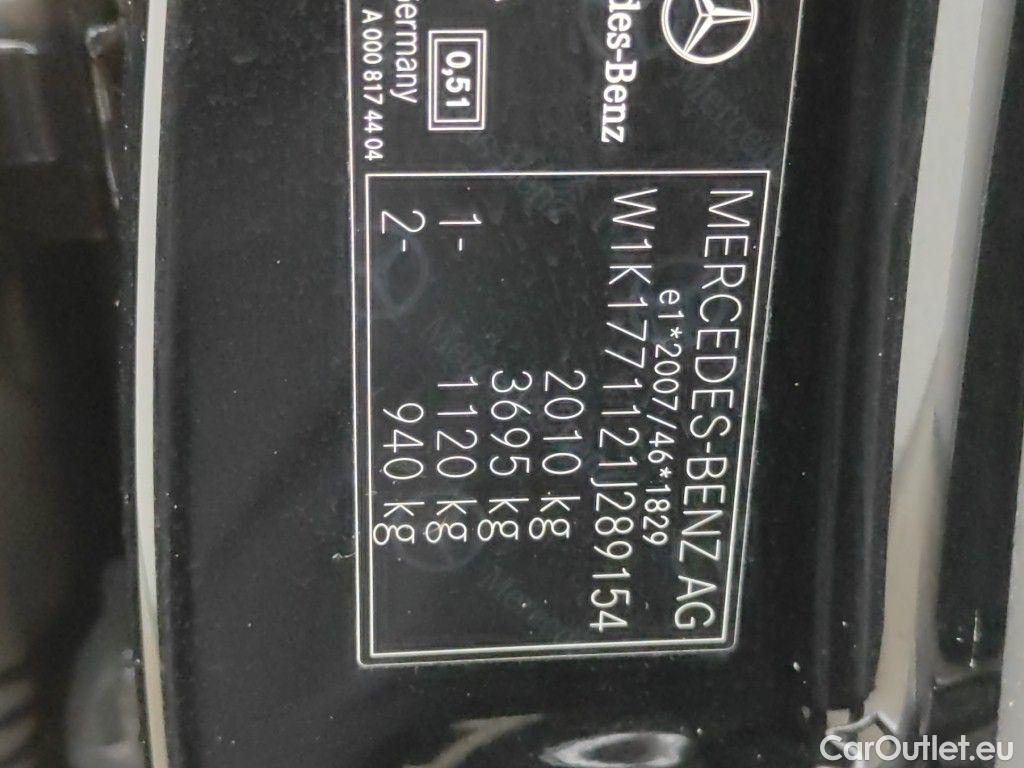 des-Benz
Germany
0,51
A 000 817 44 04
MERCEDES-BENZ AG
e1*2007/46*1829
W1K1771121J289154
2010 kg
3695 kg
1- 1120 kg
2- 940 kg
CarOutlet.eu